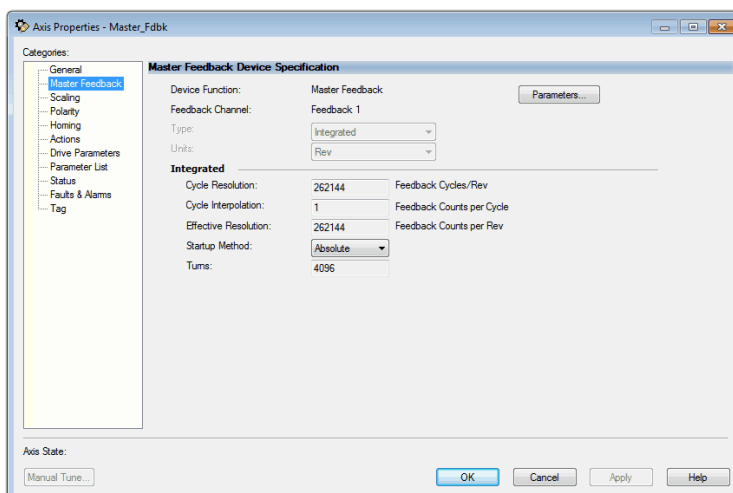 Axis Properties - Master_Fdbk
Categories:
General
Master Feedback
Scaling
Polarity
Homing
Actions
Drive Parameters
Parameter List
Status
Faults & Alarms
Tag
Master Feedback Device Specification
Device Function: Master Feedback Parameters...
Feedback Channel: Feedback 1
Type: Integrated
Units: Rev
Integrated
Cycle Resolution: 262144 Feedback Cycles/Rev
Cycle Interpolation: 1 Feedback Counts per Cycle
Effective Resolution: 262144 Feedback Counts per Rev
Startup Method: Absolute
Turns: 4096
Axis State:
Manual Tune... OK Cancel Apply Help